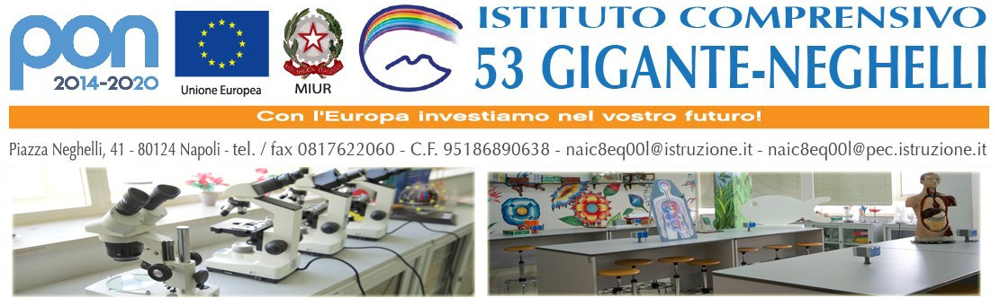 pon
2014-2020
Unione Europea
MIUR
ISTITUTO COMPRENSIVO
53 GIGANTE-NEGHELLI
Con l'Europa investiamo nel vostro futuro!
Piazza Neghelli, 41 - 80124 Napoli - tel. / fax 0817622060 - C.F. 95186890638 - naic8eq00l@istruzione.it - naic8eq00l@pec.istruzione.it